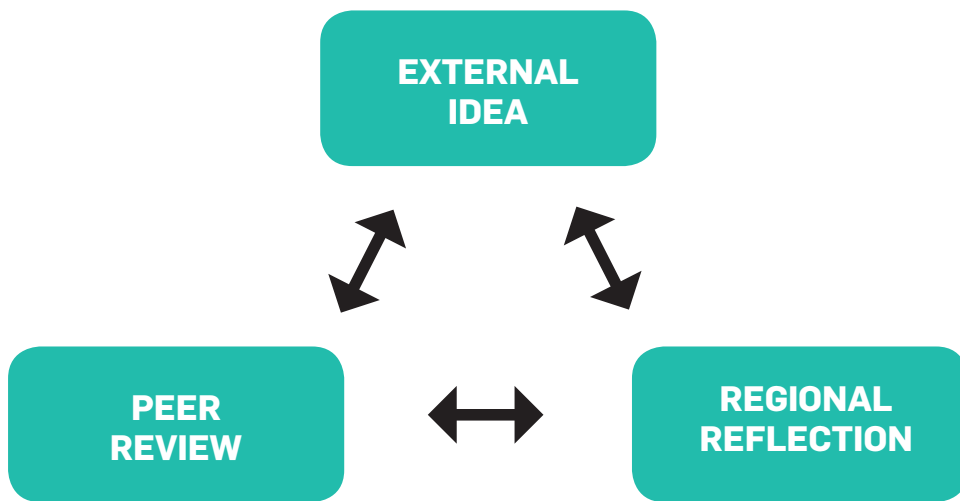 EXTERNAL
IDEA
PEER
REVIEW
REGIONAL
REFLECTION